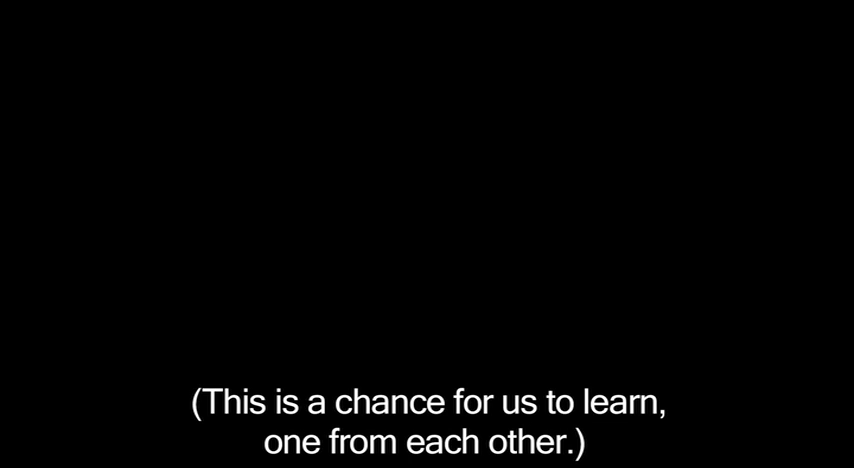 (This is a chance for us to learn,
one from each other.)